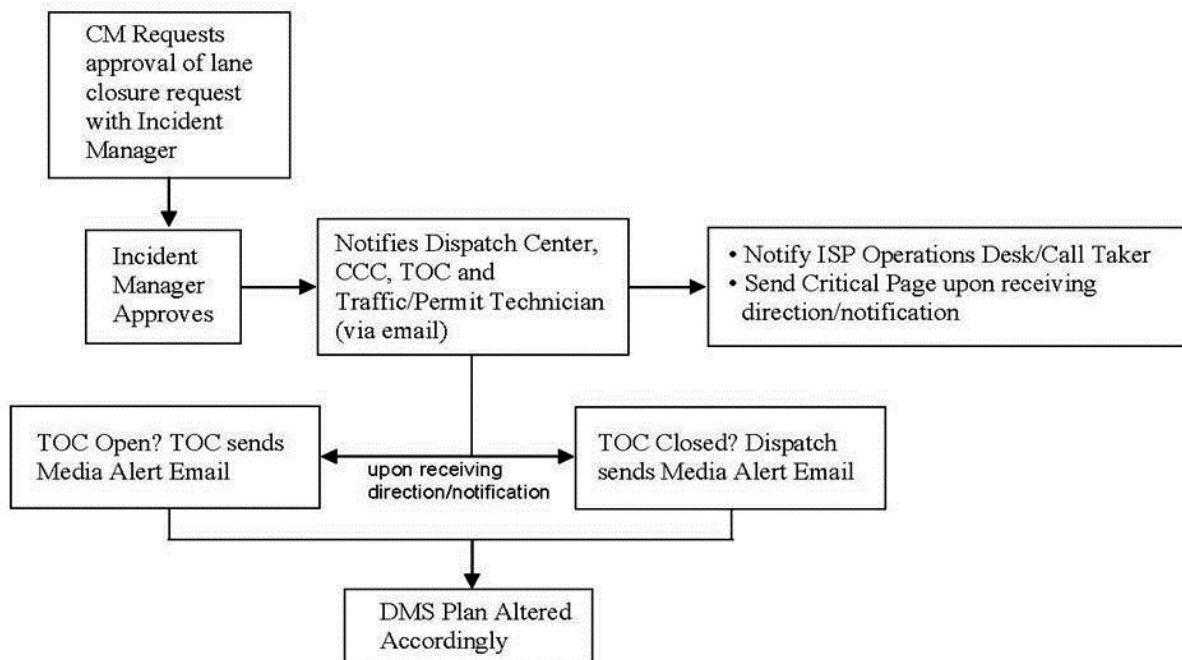 CM Requests
approval of lane
closure request
with Incident
Manager
Incident
Manager
Approves
Notifies Dispatch Center,
CCC, TOC and
Traffic/Permit Technician
(via email)
• Notify ISP Operations Desk/Call Taker
• Send Critical Page upon receiving
direction/notification
TOC Open? TOC sends
Media Alert Email
upon receiving
direction/notification
TOC Closed? Dispatch
sends Media Alert Email
DMS Plan Altered
Accordingly